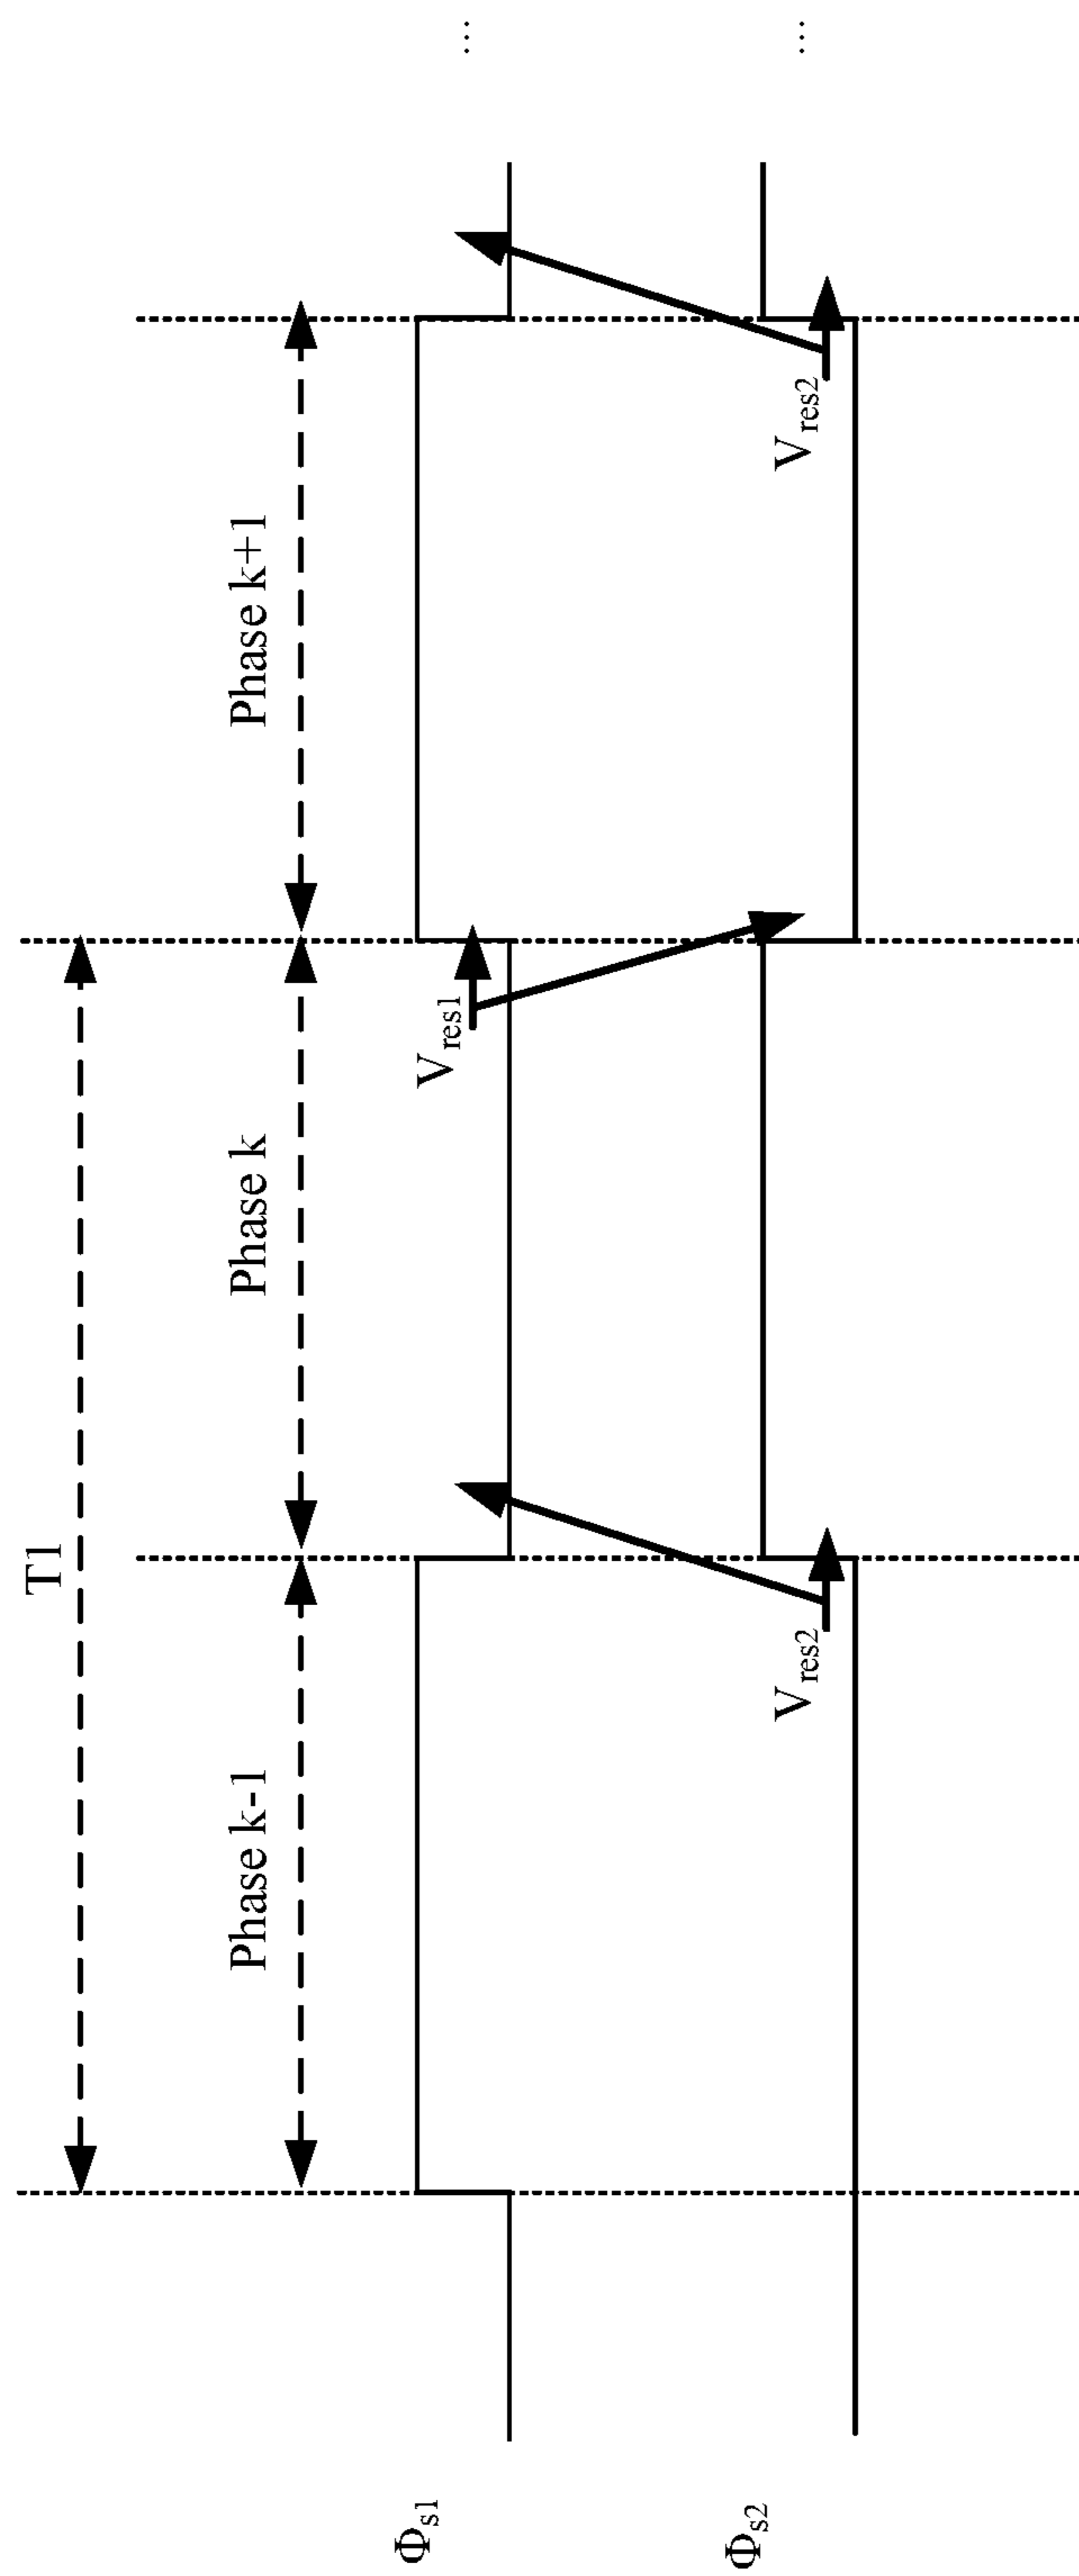 T1
Phase k-1
Phase k
Phase k+1
Φs1
Vres1
...
Φs2
Vres2
Vres2
...